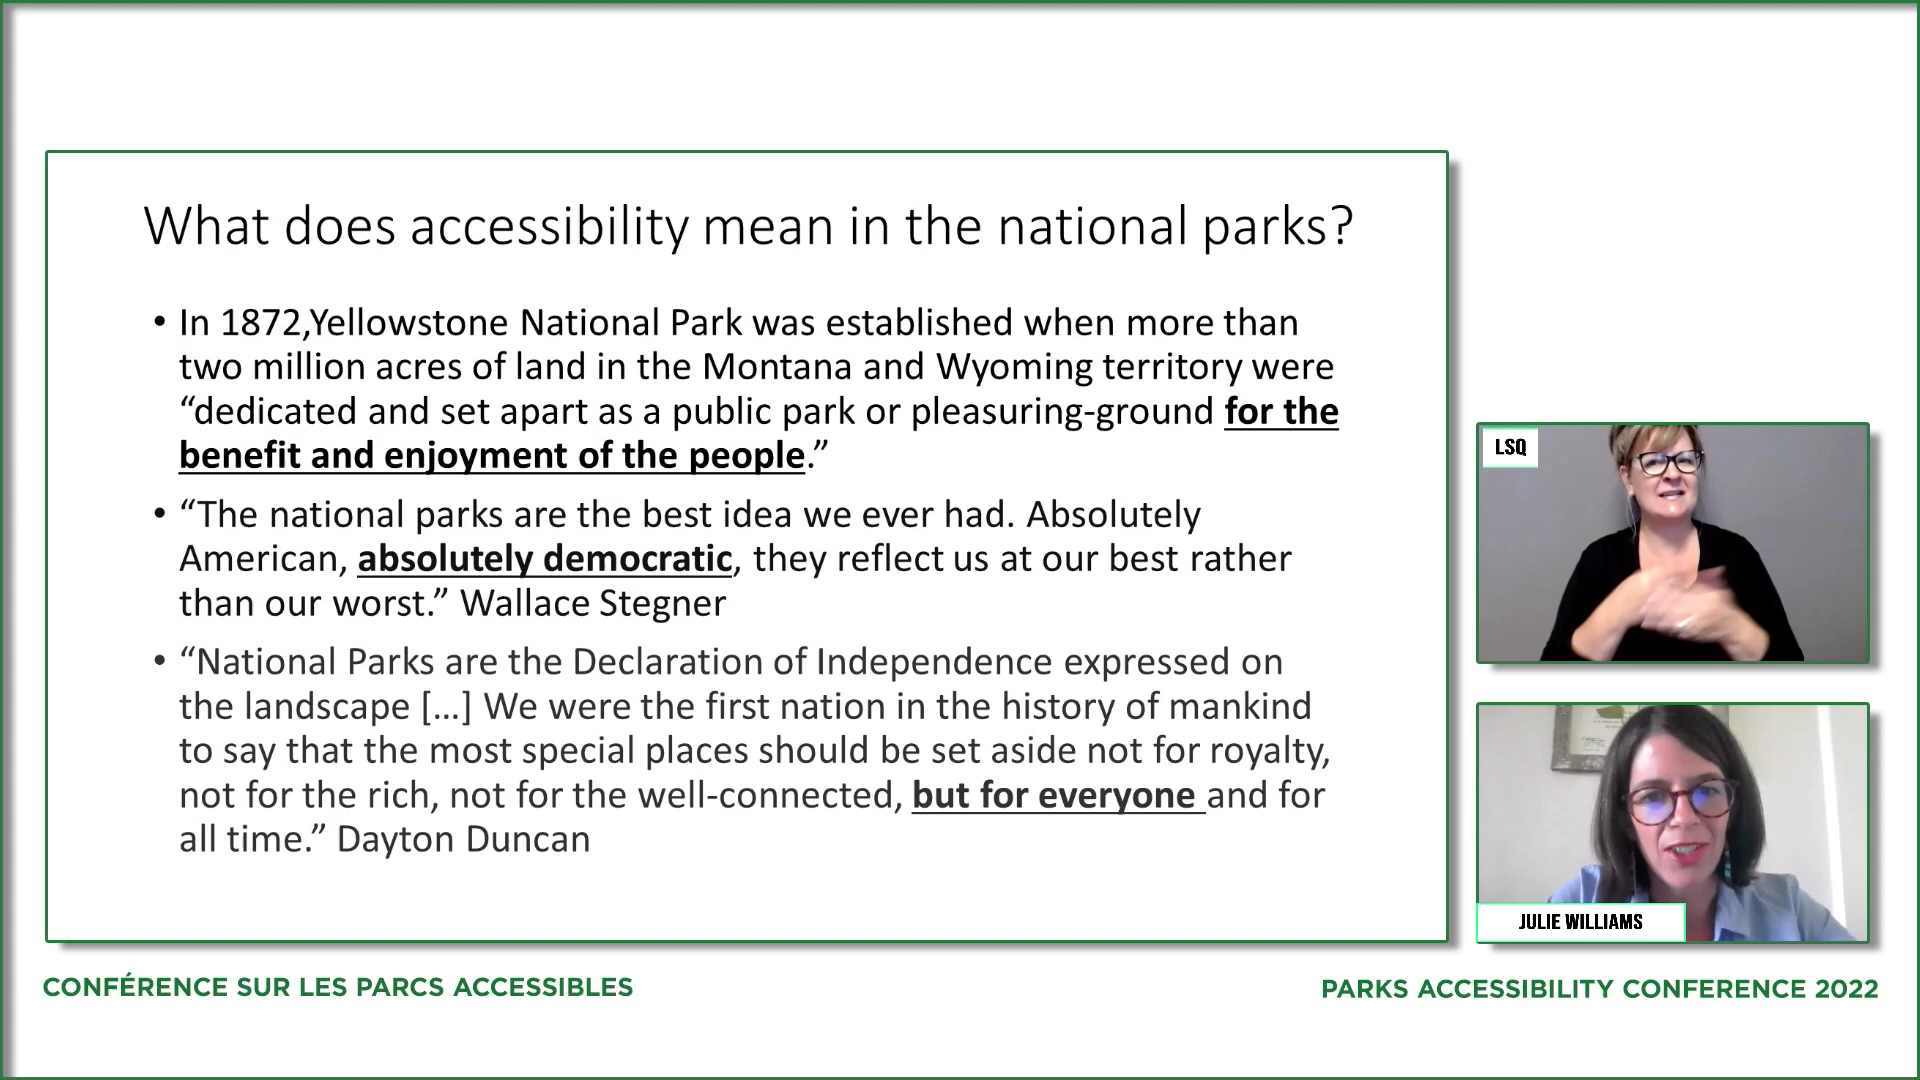 What does accessibility mean in the national parks?
• In 1872,Yellowstone National Park was established when more than
two million acres of land in the Montana and Wyoming territory were
“dedicated and set apart as a public park or pleasuring-ground for the
benefit and enjoyment of the people.”
• “The national parks are the best idea we ever had. Absolutely
American, absolutely democratic, they reflect us at our best rather
than our worst.” Wallace Stegner
• “National Parks are the Declaration of Independence expressed on
the landscape […] We were the first nation in the history of mankind
to say that the most special places should be set aside not for royalty,
not for the rich, not for the well-connected, but for everyone and for
all time.” Dayton Duncan
LSQ
JULIE WILLIAMS
CONFÉRENCE SUR LES PARCS ACCESSIBLES
PARKS ACCESSIBILITY CONFERENCE 2022